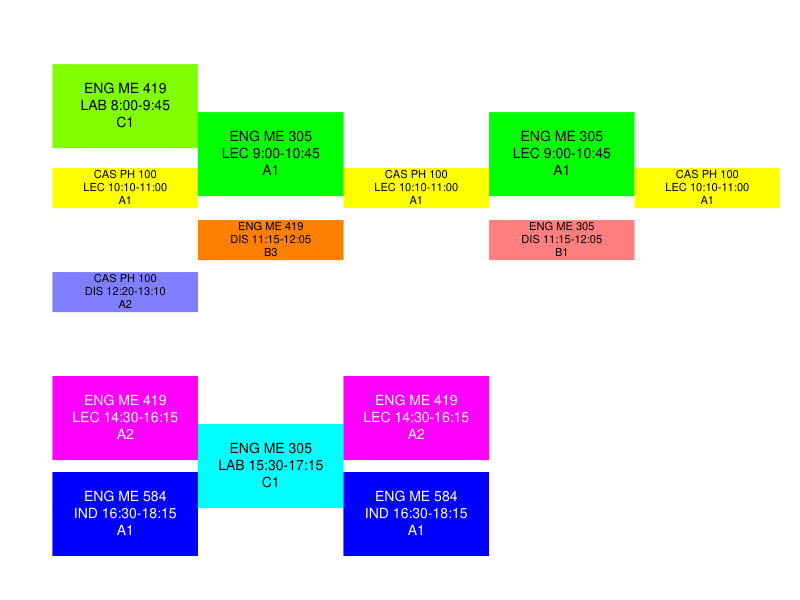 ENG ME 419
LAB 8:00-9:45
C1
ENG ME 305
LEC 9:00-10:45
A1
ENG ME 305
LEC 9:00-10:45
A1
CAS PH 100
LEC 10:10-11:00
A1
CAS PH 100
LEC 10:10-11:00
A1
CAS PH 100
LEC 10:10-11:00
A1
ENG ME 419
DIS 11:15-12:05
B3
ENG ME 305
DIS 11:15-12:05
B1
CAS PH 100
DIS 12:20-13:10
A2
ENG ME 419
LEC 14:30-16:15
A2
ENG ME 419
LEC 14:30-16:15
A2
ENG ME 305
LAB 15:30-17:15
C1
ENG ME 584
IND 16:30-18:15
A1
ENG ME 584
IND 16:30-18:15
A1